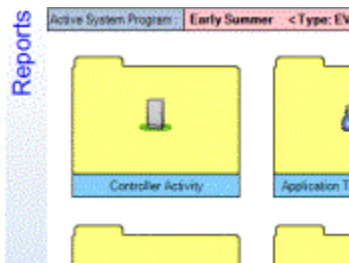 Reports
Active System Program : Early Summer <Type: EV
Controller Activity
Application T